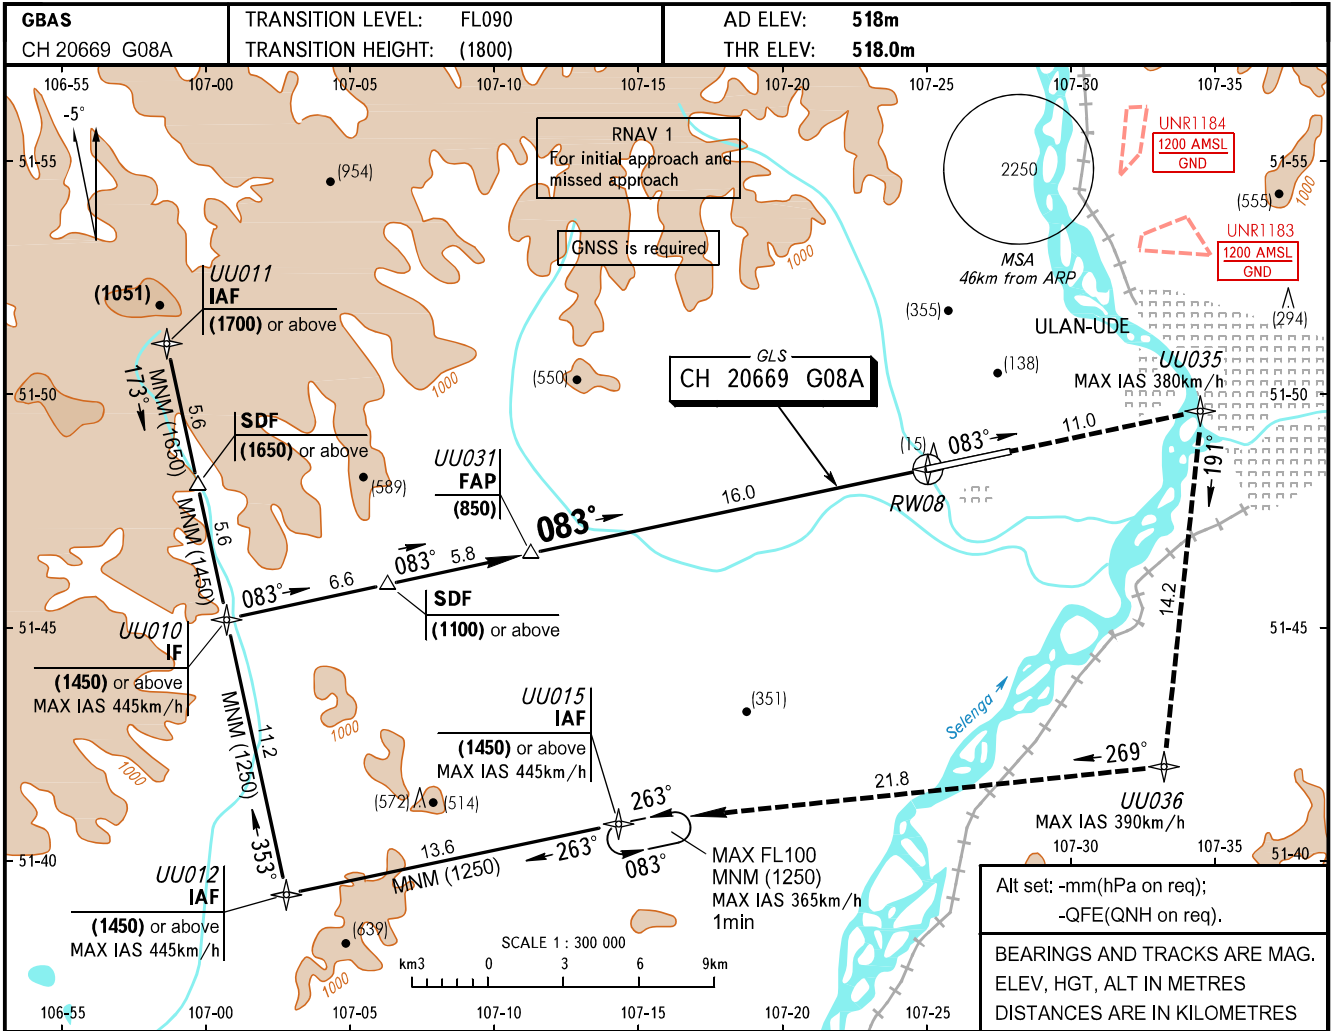 GBAS
CH 20669 G08A
TRANSITION LEVEL: FL090
TRANSITION HEIGHT: (1800)
AD ELEV: 518m
THR ELEV: 518.0m
106-55 107-00 107-05 107-10 107-15 107-20 107-25 107-30 107-35
-5°
51-55
51-55
(954)
RNAV 1
For initial approach and
missed approach
GNSS is required
1000
2250
MSA
46km from ARP
UNR1184
1200 AMSL
GND
(555)
1000
UNR1183
1200 AMSL
GND
(294)
UU011
IAF
(1700) or above
(1051)
(355)
ULAN-UDE
(138)
UU035
MAX IAS 380km/h
GLS
CH 20669 G08A
(550)
1000
51-50
51-50
173°
MNM (1650)
5.6
SDF
(1650) or above
(589)
UU031
FAP
(850)
(15)
083°
11.0
RW08
16.0
083°
191°
5.6
MNM (1450)
083°
6.6
083°
5.8
SDF
(1100) or above
14.2
51-45
51-45
UU010
IF
(1450) or above
MAX IAS 445km/h
1000
1000
MNM (1250)
11.2
353°
UU015
IAF
(1450) or above
MAX IAS 445km/h
(351)
Selenga
(572)
(514)
269°
21.8
UU036
MAX IAS 390km/h
263°
263°
083°
13.6
MNM (1250)
MAX FL100
MNM (1250)
MAX IAS 365km/h
1min
51-40
51-40
107-30 107-35
UU012
IAF
(1450) or above
MAX IAS 445km/h
(639)
1000
SCALE 1 : 300 000
km3 0 3 6 9km
Alt set: -mm(hPa on req);
-QFE(QNH on req).
BEARINGS AND TRACKS ARE MAG.
ELEV, HGT, ALT IN METRES
DISTANCES ARE IN KILOMETRES
106-55 107-00 107-05 107-10 107-15 107-20 107-25